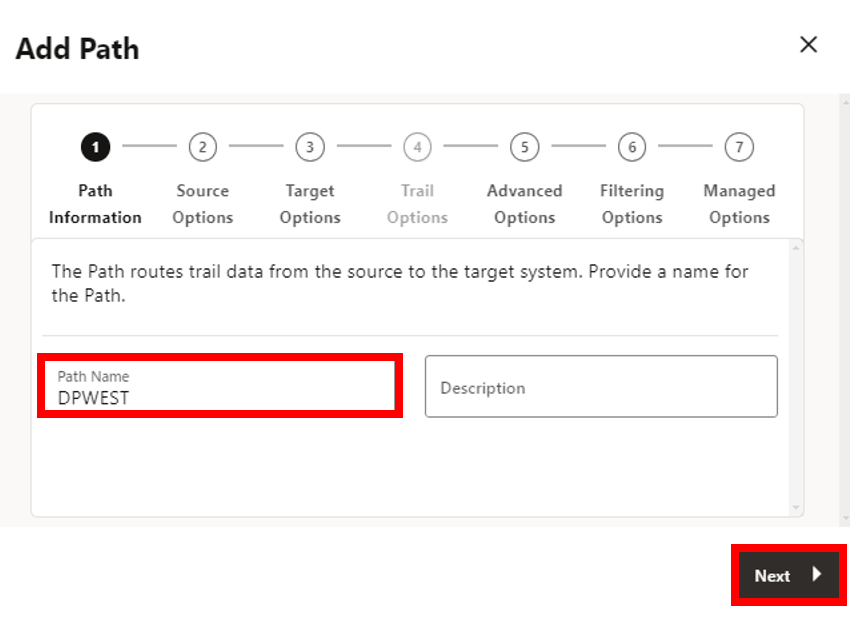 Add Path
1 2 3 4 5 6 7
Path Source Target Trail Advanced Filtering Managed
Information Options Options Options Options Options Options
The Path routes trail data from the source to the target system. Provide a name for
the Path.
Path Name
DPWEST
Description
Next